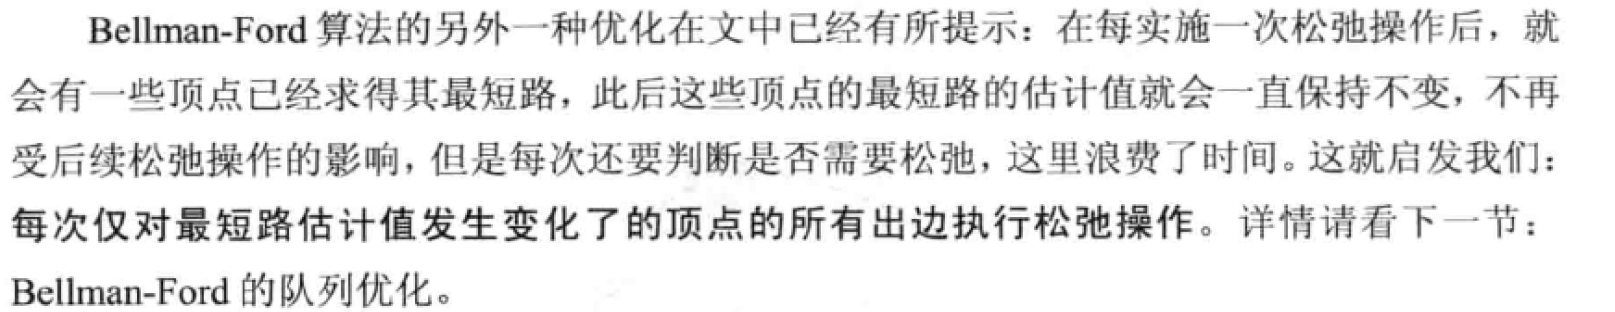 Bellman-Ford 算法的另外一种优化在文中已经有所提示：在每实施一次松弛操作后，就
会有一些顶点已经求得其最短路，此后这些顶点的最短路的估计值就会一直保持不变，不再
受后续松弛操作的影响，但是每次还要判断是否需要松弛，这里浪费了时间。这就启发我们：
每次仅对最短路估计值发生变化了的顶点的所有出边执行松弛操作。详情请看下一节：
Bellman-Ford 的队列优化。